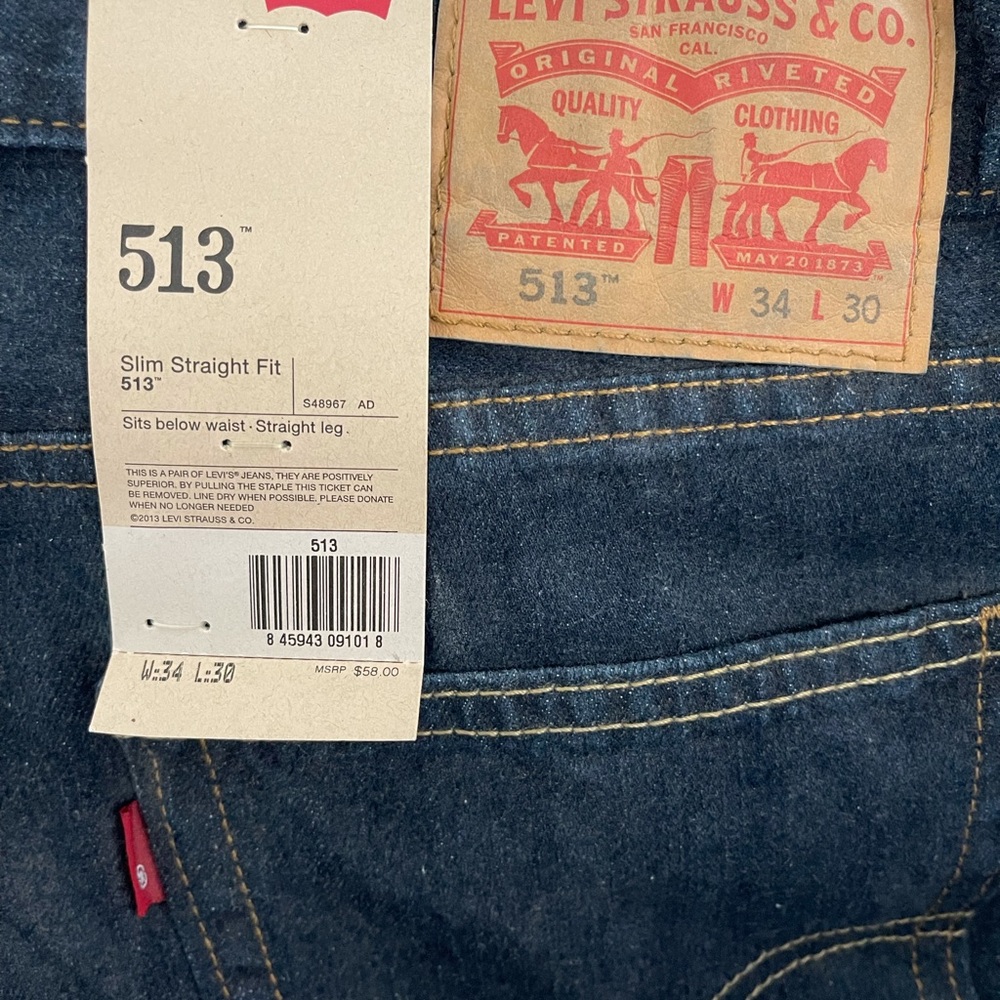 513™
Slim Straight Fit
513™
S48967 AD
Sits below waist · Straight leg.
THIS IS A PAIR OF LEVI'S® JEANS, THEY ARE POSITIVELY
SUPERIOR. BY PULLING THE STAPLE THIS TICKET CAN
BE REMOVED. LINE DRY WHEN POSSIBLE. PLEASE DONATE
WHEN NO LONGER NEEDED
©2013 LEVI STRAUSS & CO.
513
8 45943 09101 8
W:34 L:30
MSRP $58.00
LEVI STRAUSS & CO.
SAN FRANCISCO
CAL.
ORIGINAL RIVETED
QUALITY CLOTHING
PATENTED MAY 20 1873™
513™ W 34 L 30